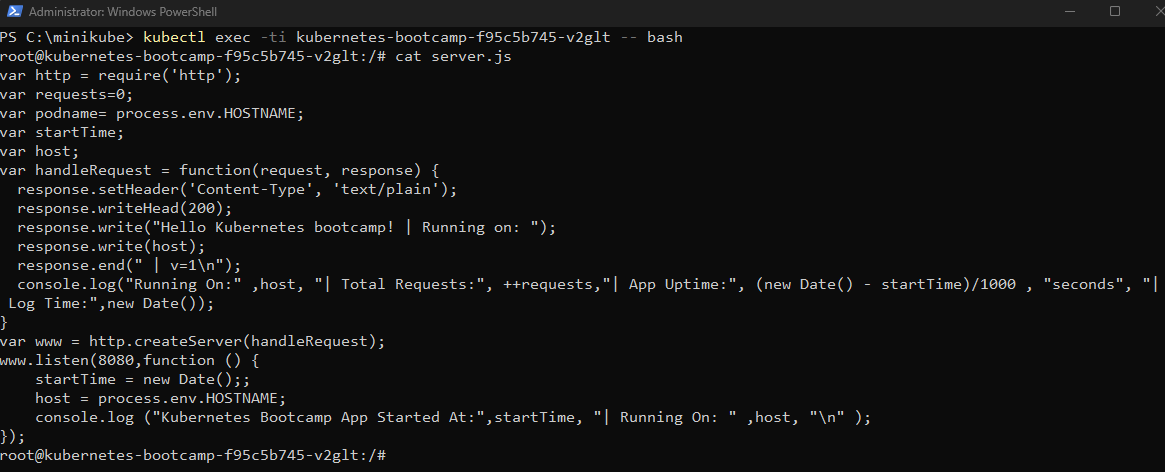 Administrator: Windows PowerShell
PS C:\minikube> kubectl exec -ti kubernetes-bootcamp-f95c5b745-v2glt -- bash
root@kubernetes-bootcamp-f95c5b745-v2glt:/# cat server.js
var http = require('http');
var requests=0;
var podname= process.env.HOSTNAME;
var startTime;
var host;
var handleRequest = function(request, response) {
  response.setHeader('Content-Type', 'text/plain');
  response.writeHead(200);
  response.write("Hello Kubernetes bootcamp! | Running on: ");
  response.write(host);
  response.end(" | v=1\n");
  console.log("Running On:" ,host, "| Total Requests:", ++requests,"| App Uptime:", (new Date() - startTime)/1000 , "seconds", "|
 Log Time:",new Date());
}
var www = http.createServer(handleRequest);
www.listen(8080,function () {
    startTime = new Date();;
    host = process.env.HOSTNAME;
    console.log ("Kubernetes Bootcamp App Started At:",startTime, "| Running On: " ,host, "\n" );
});
root@kubernetes-bootcamp-f95c5b745-v2glt:/#